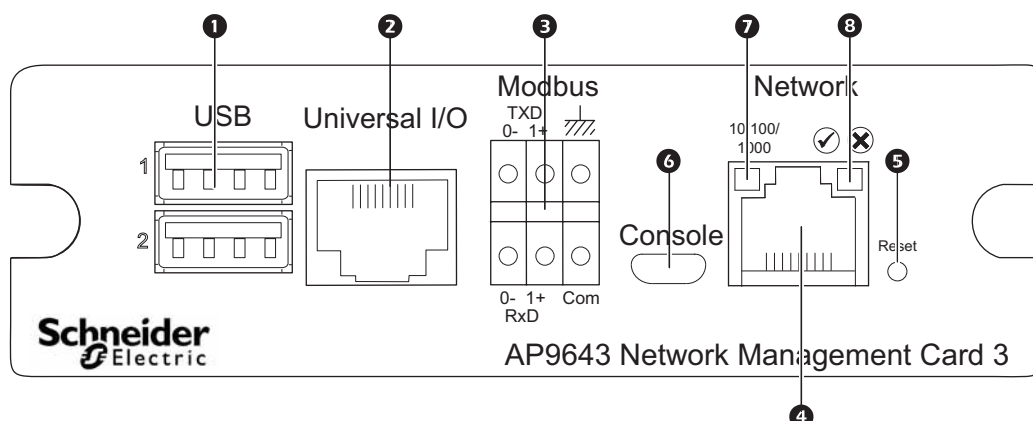 1 2 3 7 8
USB
Universal I/O
Modbus
TXD
0- 1+
Network
10/100/
1000
1
2
6
5
Console
Reset
0- 1+ Com
RxD
Schneider
Electric
AP9643 Network Management Card 3
4